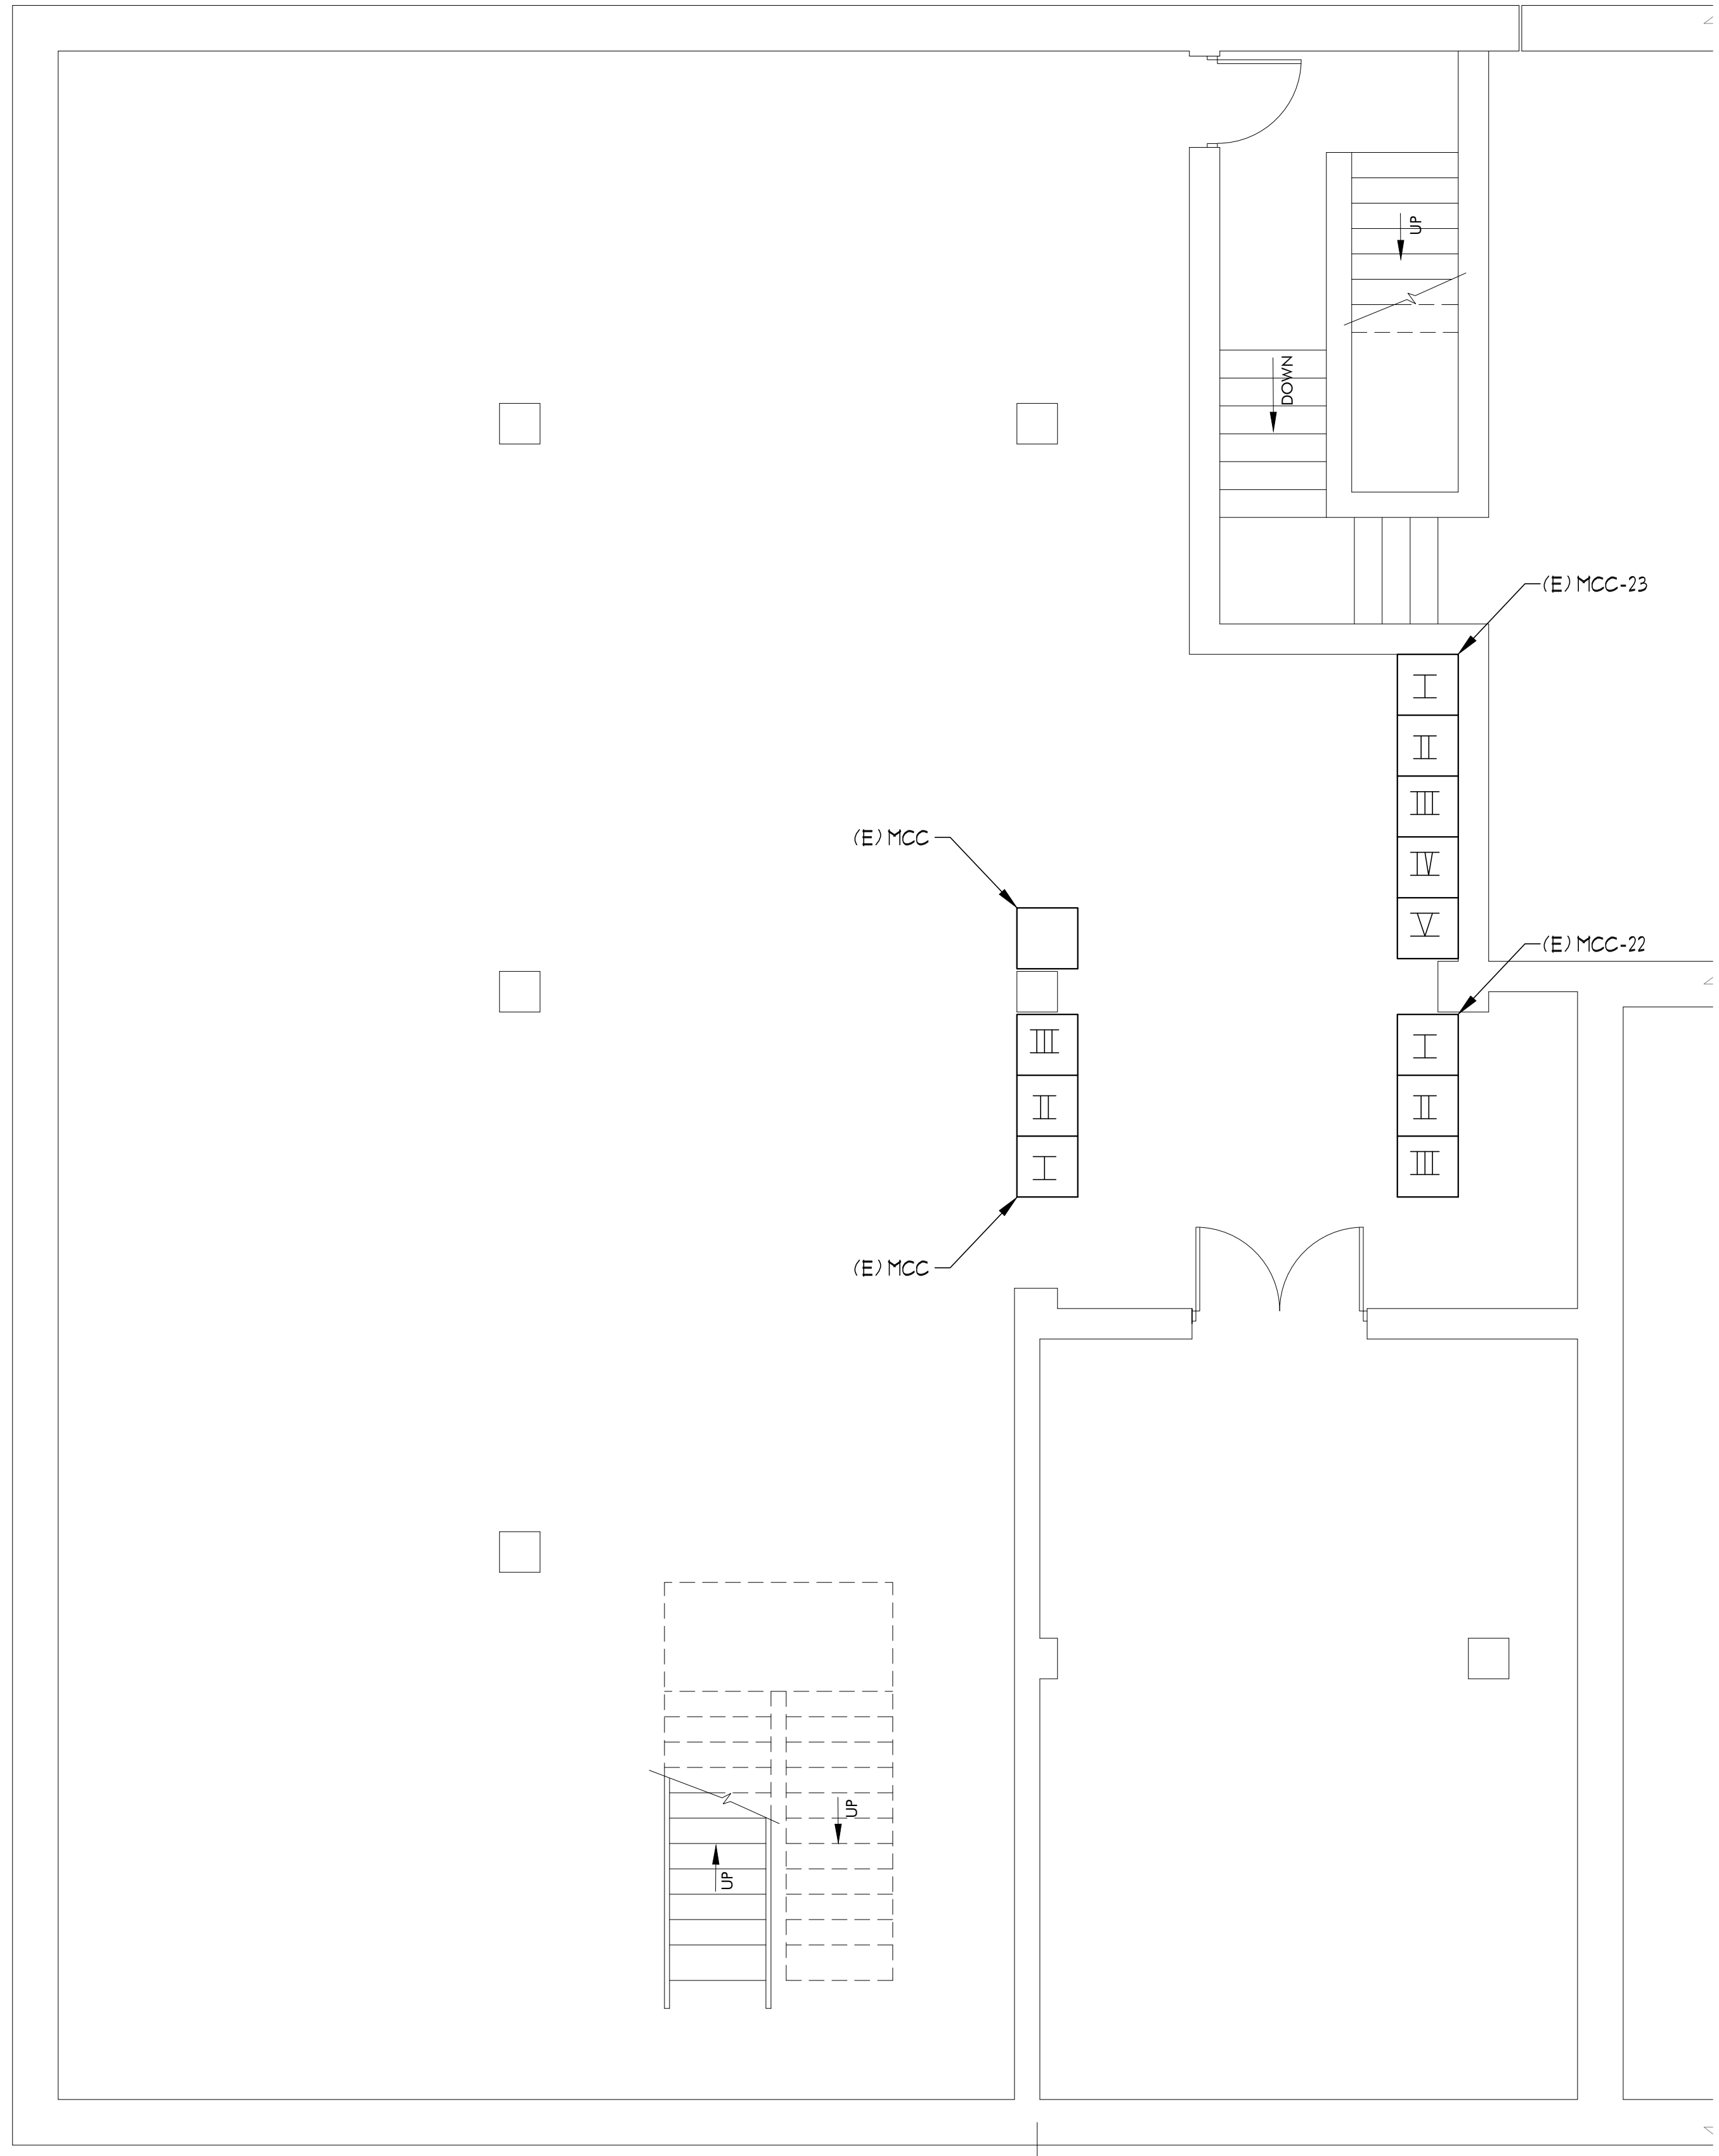 UP
DOWN
(E) MCC-23
I
II
III
IV
V
(E) MCC
(E) MCC-22
III
II
I
I
II
III
(E) MCC
UP
UP